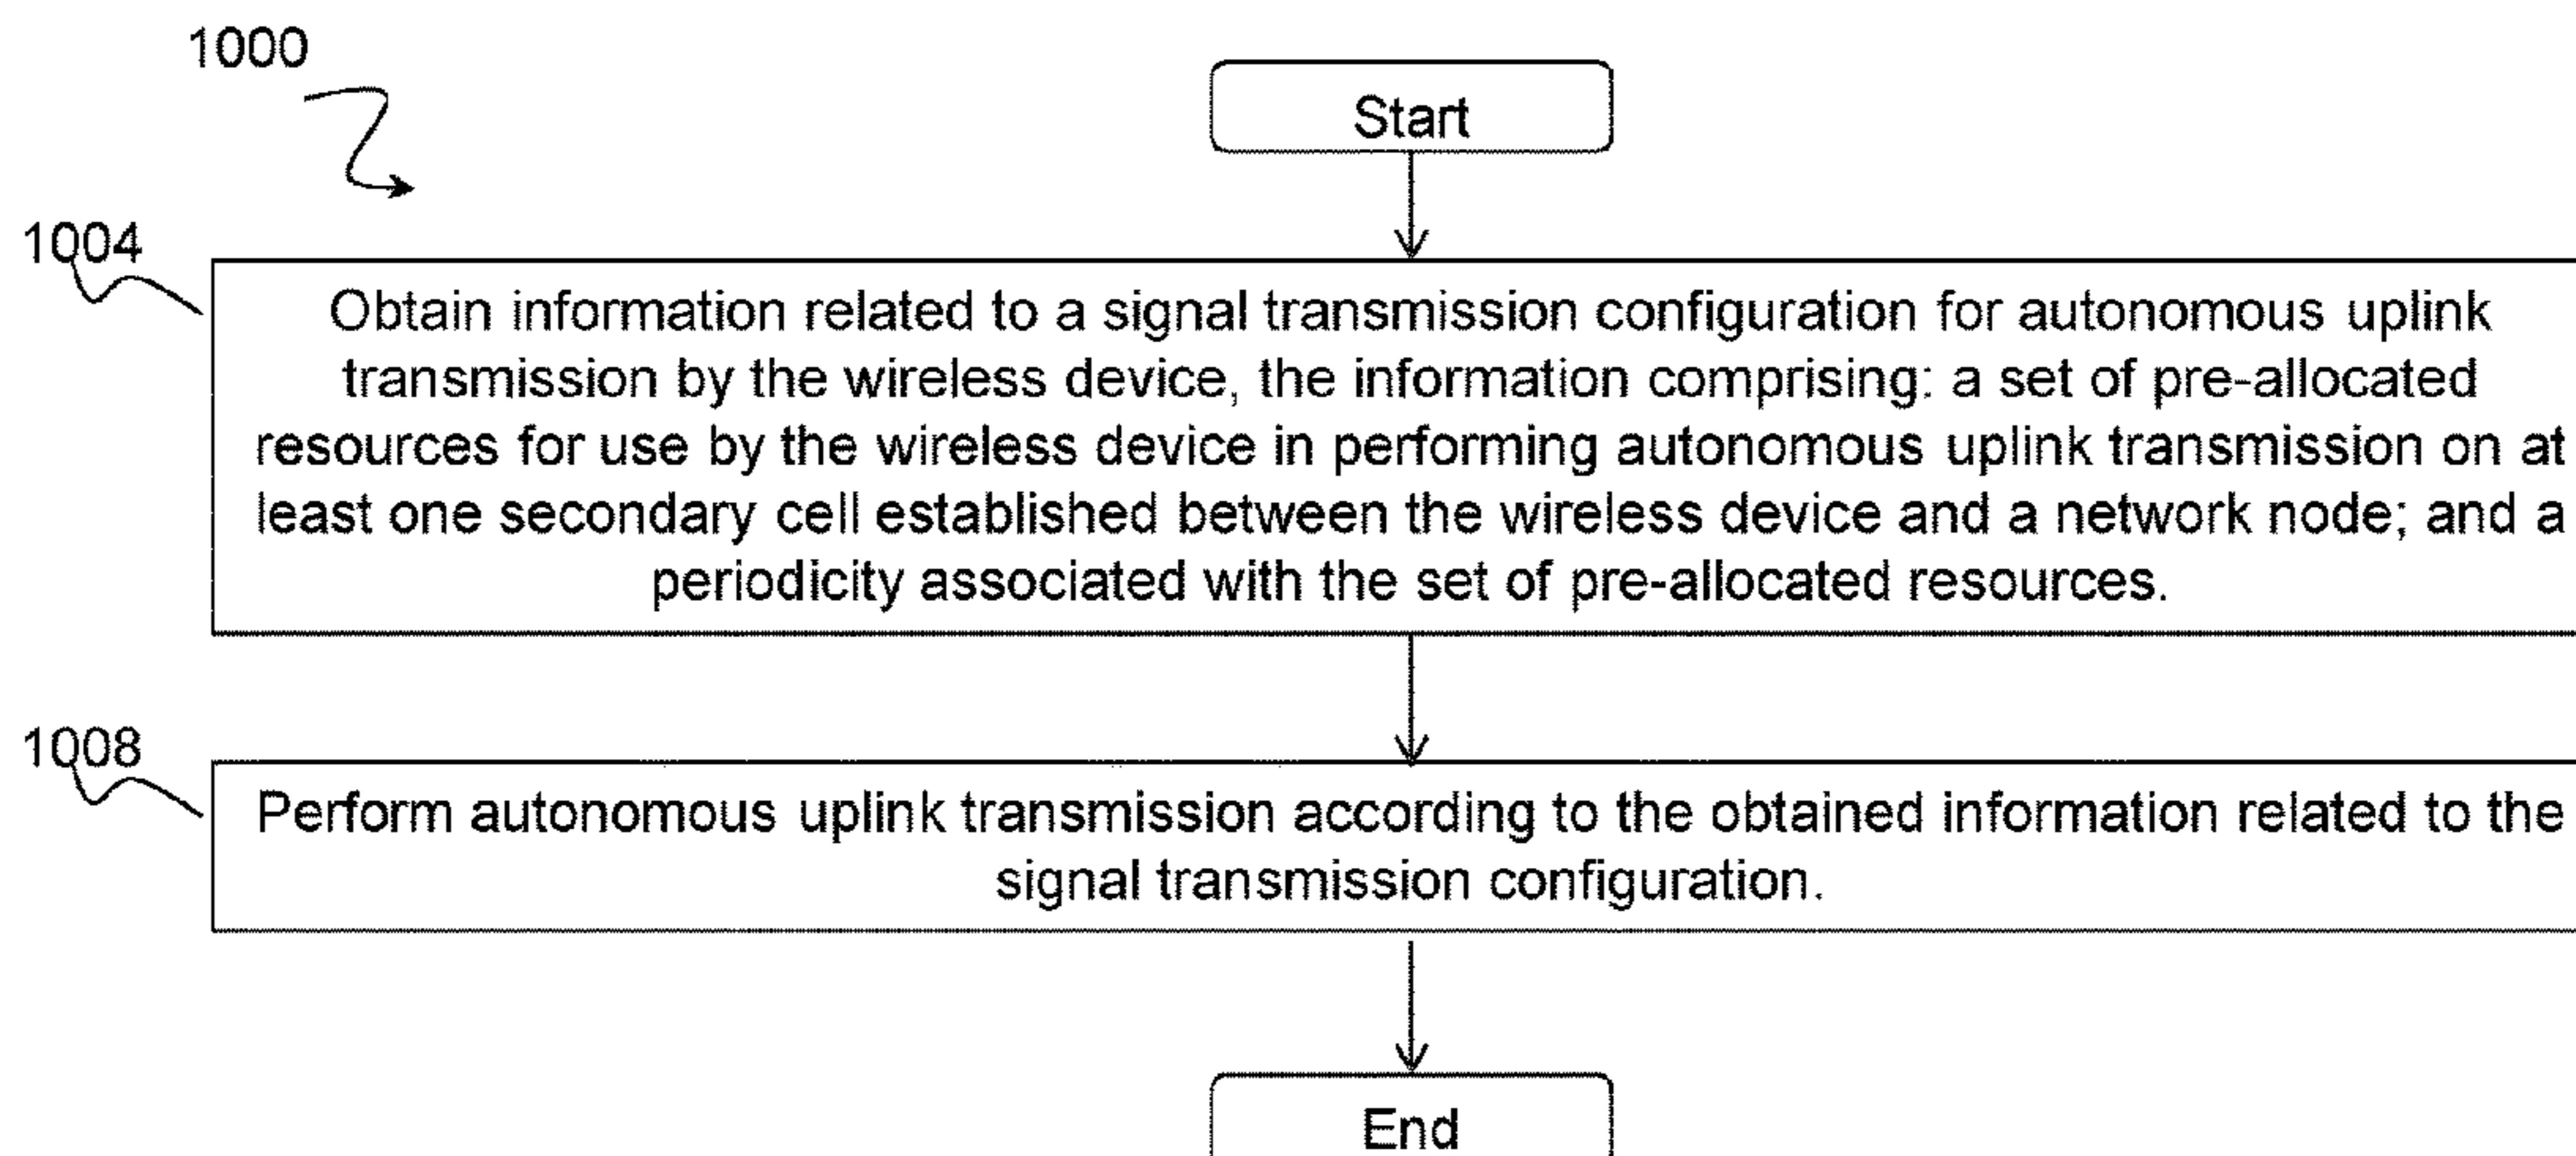 1000
Start
1004
Obtain information related to a signal transmission configuration for autonomous uplink
transmission by the wireless device, the information comprising: a set of pre-allocated
resources for use by the wireless device in performing autonomous uplink transmission on at
least one secondary cell established between the wireless device and a network node; and a
periodicity associated with the set of pre-allocated resources.
1008
Perform autonomous uplink transmission according to the obtained information related to the
signal transmission configuration.
End